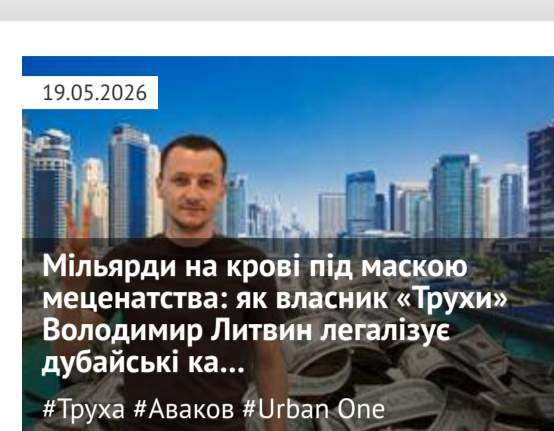 19.05.2026
Мільярди на крові під маскою
меценатства: як власник «Трухи»
Володимир Литвин легалізує
дубайські ка...
#Труха #Аваков #Urban One